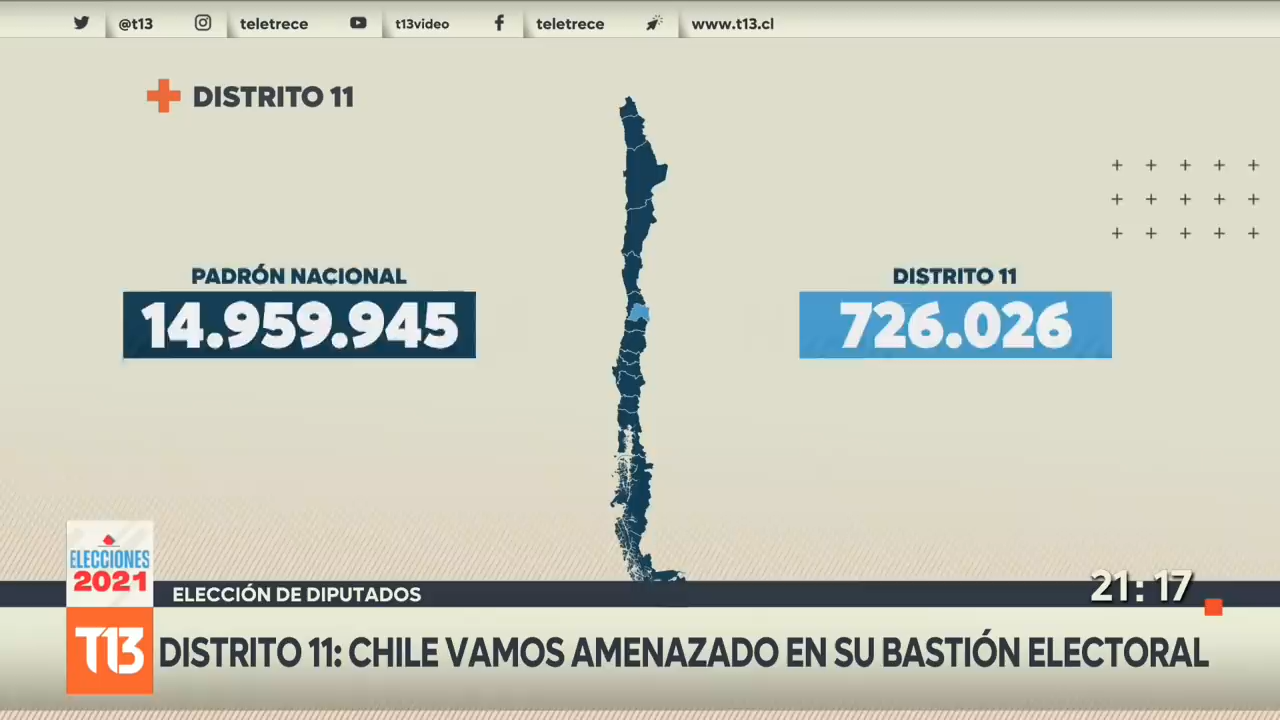 @t13
teletrece
t13video
teletrece
www.t13.cl
DISTRITO 11
PADRÓN NACIONAL
14.959.945
DISTRITO 11
726.026
ELECCIONES
2021
ELECCIÓN DE DIPUTADOS
21:17
T13
DISTRITO 11: CHILE VAMOS AMENAZADO EN SU BASTIÓN ELECTORAL